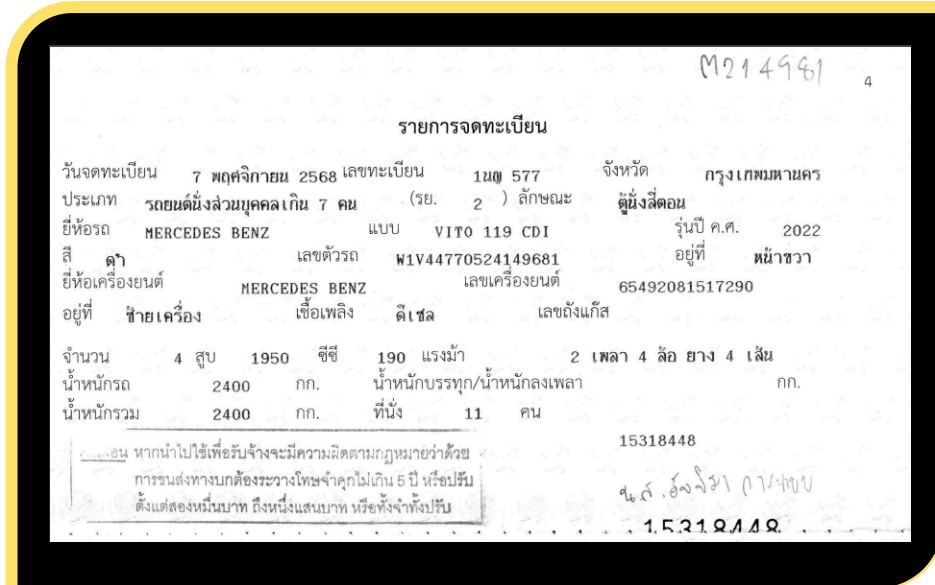 M214981
4
รายการจดทะเบียน
วันจดทะเบียน 7 พฤศจิกายน 2568 เลขทะเบียน 1นญ 577 จังหวัด กรุงเทพมหานคร
ประเภท รถยนต์นั่งส่วนบุคคลเกิน 7 คน (รย. 2 ) ลักษณะ ตู้นั่งสี่ตอน
ยี่ห้อรถ MERCEDES BENZ แบบ VITO 119 CDI รุ่นปี ค.ศ. 2022
สี ดำ เลขตัวรถ W1V44770524149681 อยู่ที่ หน้าขวา
ยี่ห้อเครื่องยนต์ MERCEDES BENZ เลขเครื่องยนต์ 65492081517290
อยู่ที่ ซ้ายเครื่อง เชื้อเพลิง ดีเซล เลขถังแก๊ส
จำนวน 4 สูบ 1950 ซีซี 190 แรงม้า 2 เพลา 4 ล้อ ยาง 4 เส้น
น้ำหนักรถ 2400 กก. น้ำหนักบรรทุก/น้ำหนักลงเพลา กก.
น้ำหนักรวม 2400 กก. ที่นั่ง 11 คน
15318448
หากนำไปใช้เพื่อรับจ้างจะมีความผิดตามกฎหมายว่าด้วย
การขนส่งทางบกต้องระวางโทษจำคุกไม่เกิน 5 ปี หรือปรับ
ตั้งแต่สองหมื่นบาท ถึงหนึ่งแสนบาท หรือทั้งจำทั้งปรับ
น.ส.
15318448